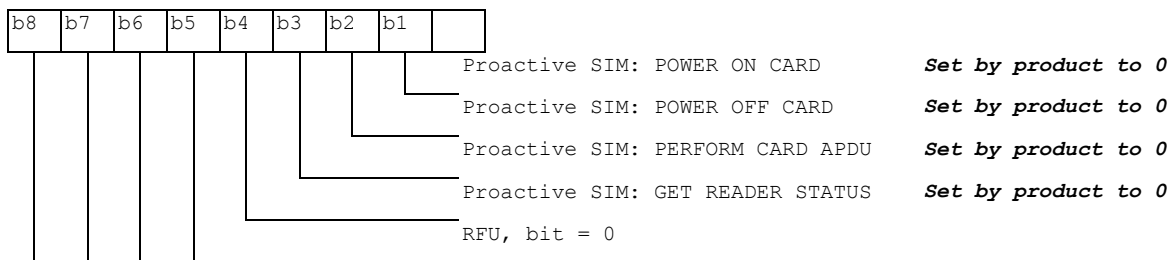 b8 b7 b6 b5 b4 b3 b2 b1
Proactive SIM: POWER ON CARD Set by product to 0
Proactive SIM: POWER OFF CARD Set by product to 0
Proactive SIM: PERFORM CARD APDU Set by product to 0
Proactive SIM: GET READER STATUS Set by product to 0
RFU, bit = 0